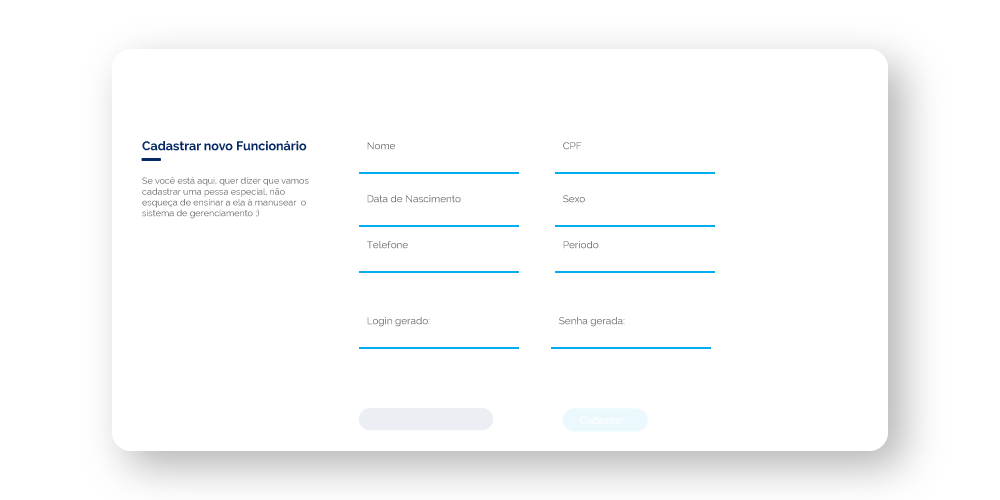 Cadastrar novo Funcionário
Se você está aqui, quer dizer que vamos
cadastrar uma pessa especial, não
esqueça de ensinar a ela à manusear o
sistema de gerenciamento :)
Nome
CPF
Data de Nascimento
Sexo
Telefone
Periodo
Login gerado:
Senha gerada:
Cadastrar